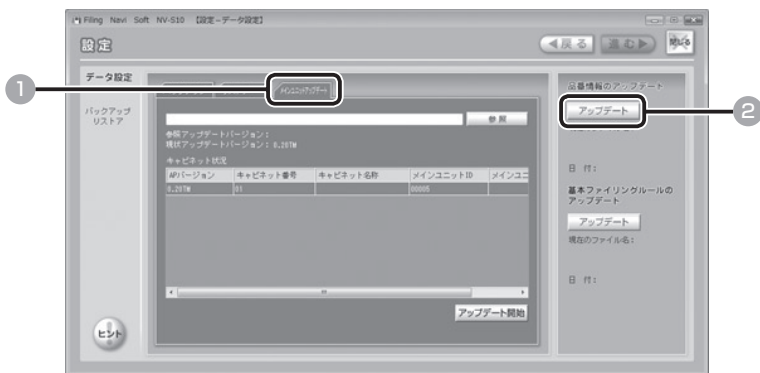 Filing Navi Soft NV-S10 【設定-データ設定】
設定
戻る
進む
閉じる
データ設定
バックアップ
リストア
ヒント
1
メインユニットアップデート
参照
参照アップデートバージョン:
現状アップデートバージョン: 0.28TM
キャビネット状況
APバージョン キャビネット番号 キャビネット名称 メインユニットID メインユニ
0.28TM 01 00005
アップデート開始
品番情報のアップデート
アップデート
2
日 付:
基本ファイリングルールの
アップデート
アップデート
現在のファイル名:
日 付: